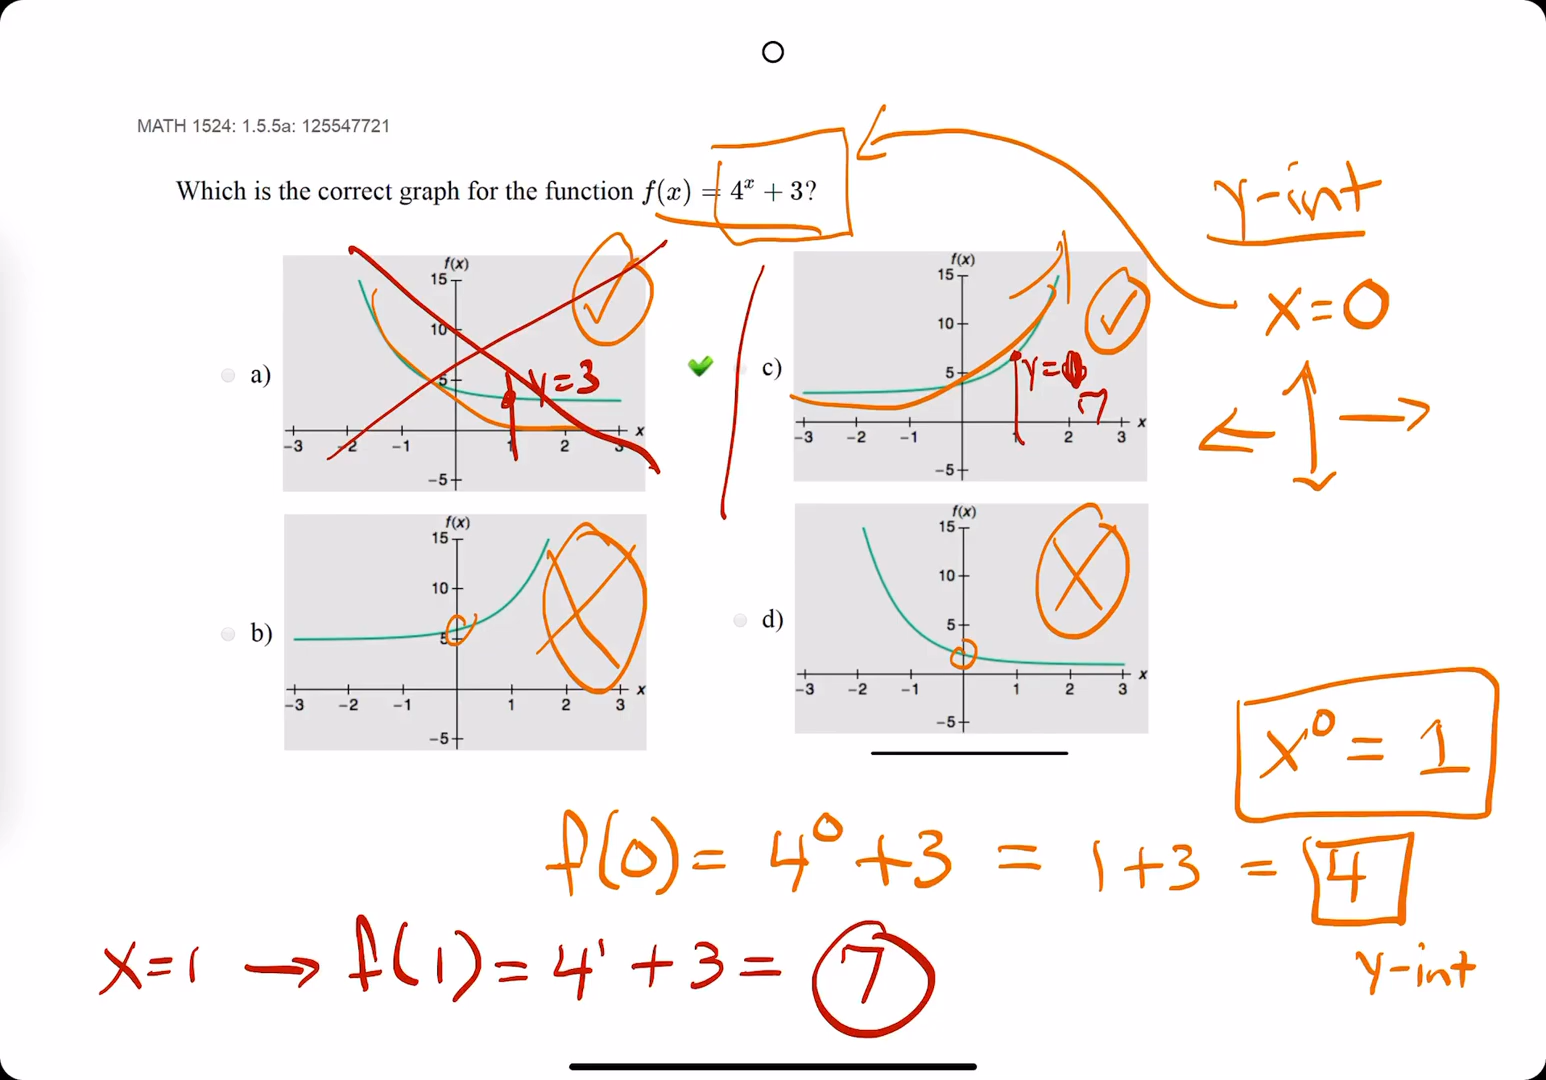 MATH 1524: 1.5.5a: 125547721
Which is the correct graph for the function f(x) = 4^x + 3?
y-int
x=0
a)
f(x)
15
10
5
-5
-3 -2 -1 1 2 3 x
y=3
c)
f(x)
15
10
5
-5
-3 -2 -1 1 2 3 x
y=
7
b)
f(x)
15
10
5
-5
-3 -2 -1 1 2 3 x
d)
f(x)
15
10
5
-5
-3 -2 -1 1 2 3 x
x^0 = 1
f(0) = 4^0 + 3 = 1 + 3 = 4
y-int
x=1 → f(1) = 4^1 + 3 = 7